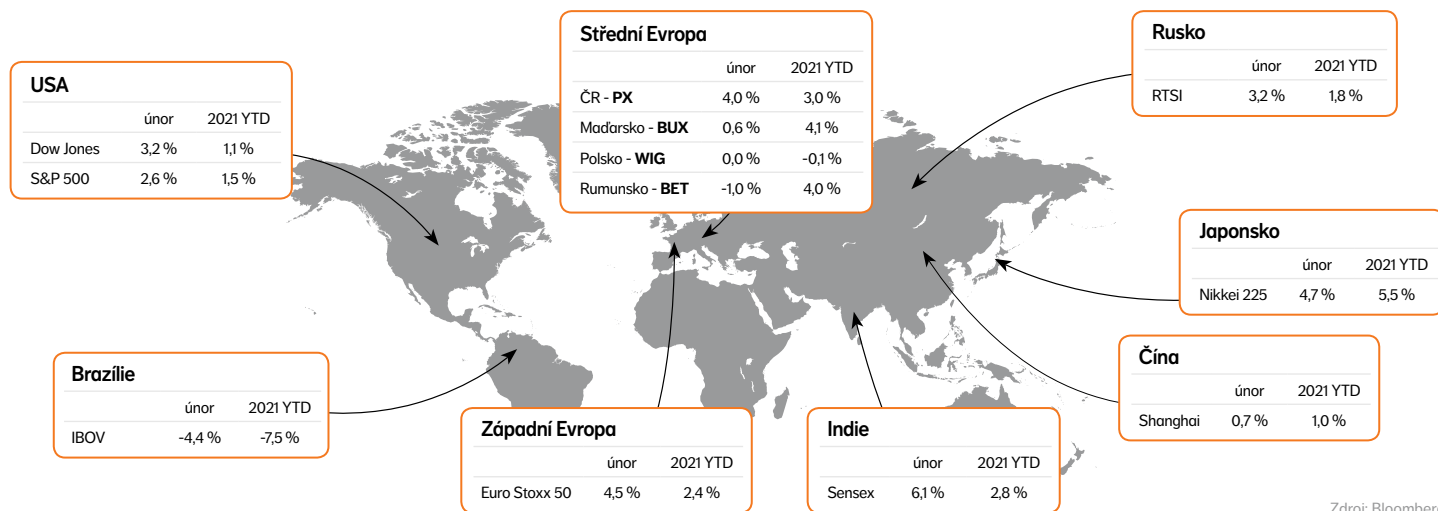 USA
únor 2021 YTD
Dow Jones 3,2 % 1,1 %
S&P 500 2,6 % 1,5 %
Střední Evropa
únor 2021 YTD
ČR - PX 4,0 % 3,0 %
Maďarsko - BUX 0,6 % 4,1 %
Polsko - WIG 0,0 % -0,1 %
Rumunsko - BET -1,0 % 4,0 %
Rusko
únor 2021 YTD
RTSI 3,2 % 1,8 %
Japonsko
únor 2021 YTD
Nikkei 225 4,7 % 5,5 %
Brazílie
únor 2021 YTD
IBOV -4,4 % -7,5 %
Západní Evropa
únor 2021 YTD
Euro Stoxx 50 4,5 % 2,4 %
Indie
únor 2021 YTD
Sensex 6,1 % 2,8 %
Čína
únor 2021 YTD
Shanghai 0,7 % 1,0 %
Zdroj: Bloomberg